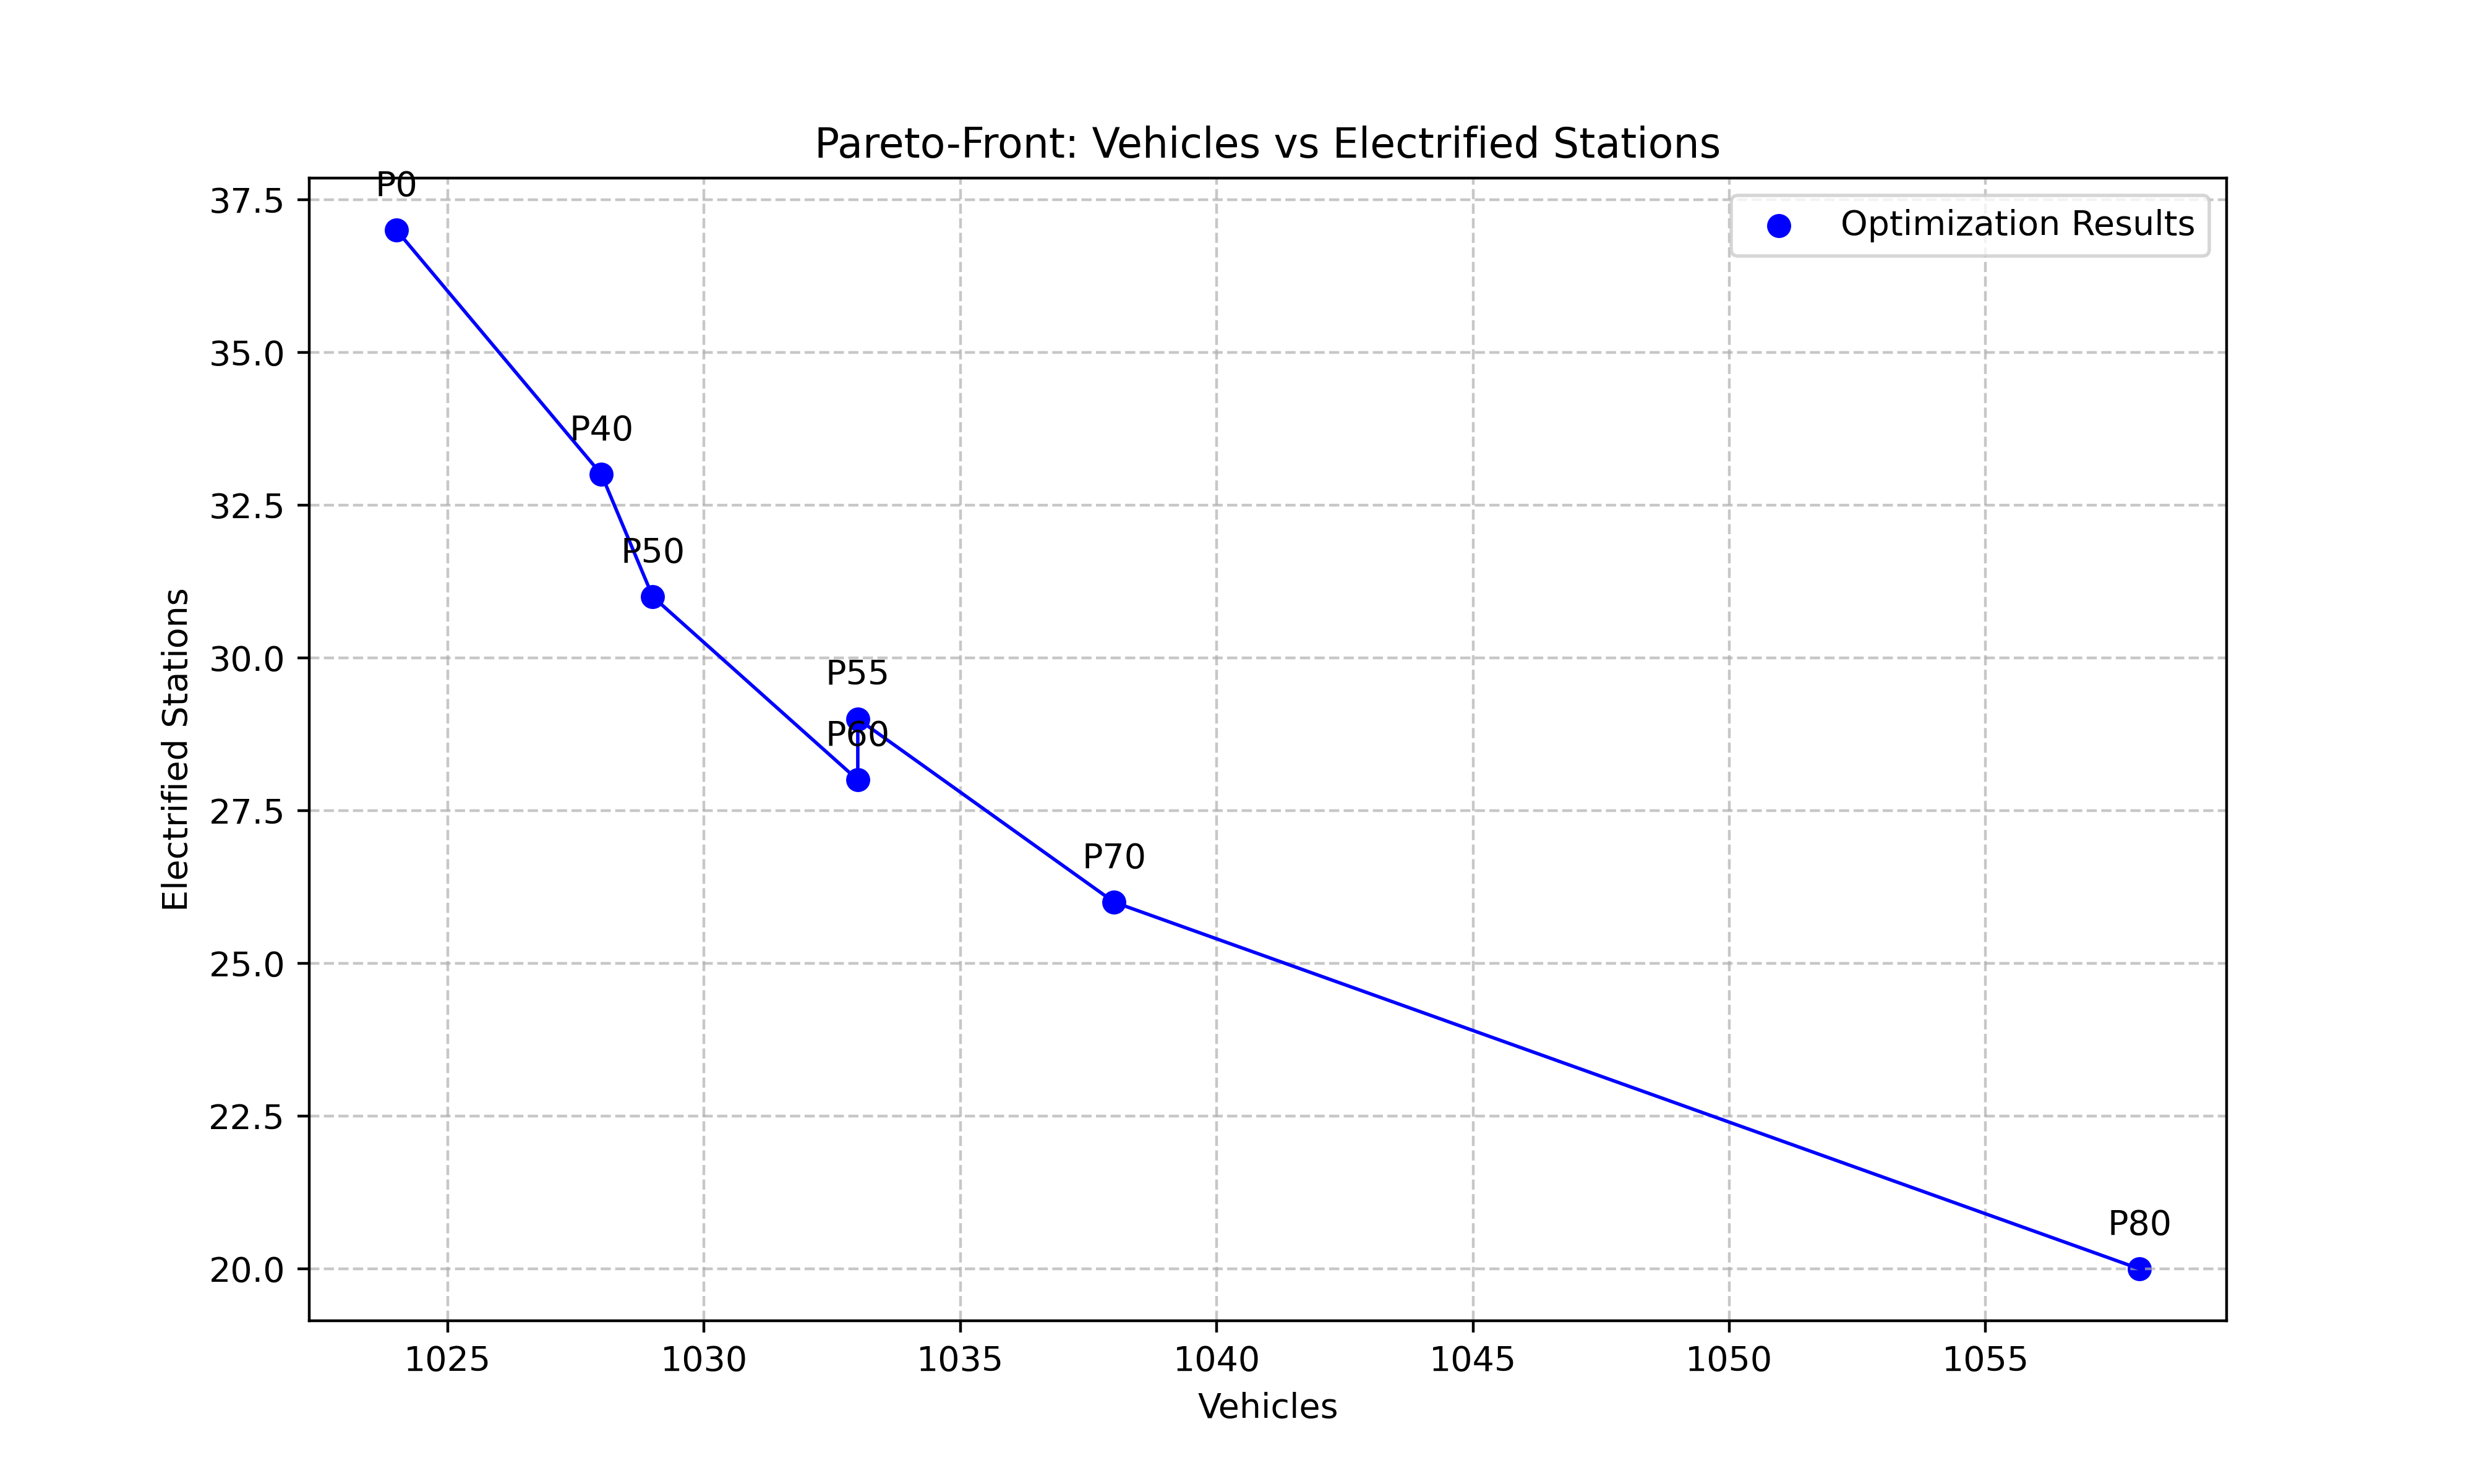 Pareto-Front: Vehicles vs Electrified Stations
Optimization Results
P0
P40
P50
P55
P60
P70
P80
Electrified Stations
37.5
35.0
32.5
30.0
27.5
25.0
22.5
20.0
1025 1030 1035 1040 1045 1050 1055
Vehicles